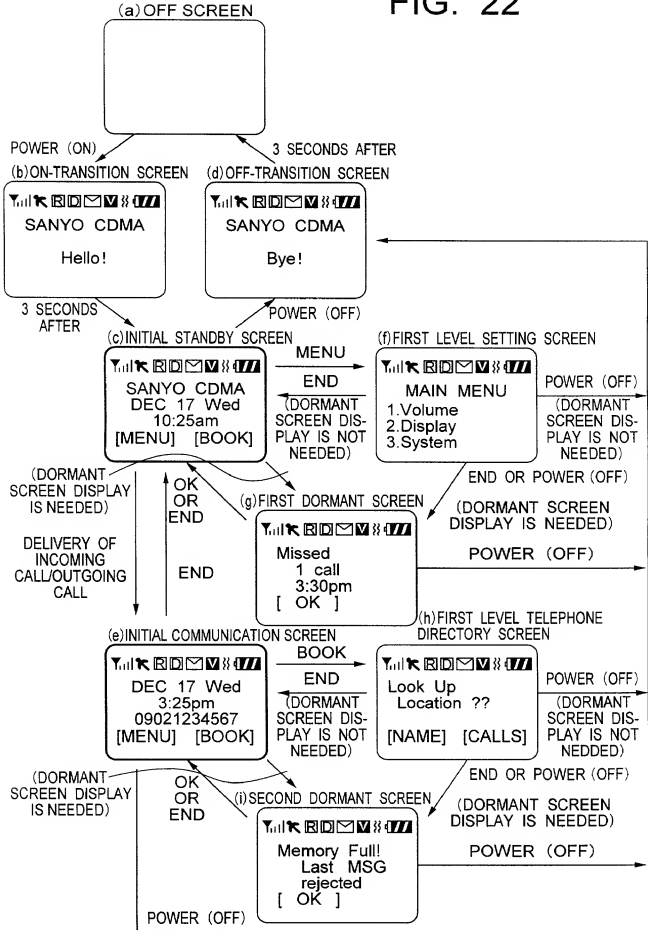 FIG. 22
(a) OFF SCREEN
POWER (ON)
3 SECONDS AFTER
(b) ON-TRANSITION SCREEN
(d) OFF-TRANSITION SCREEN
R D V
SANYO CDMA
Hello!
R D V
SANYO CDMA
Bye!
3 SECONDS
AFTER
POWER (OFF)
(c) INITIAL STANDBY SCREEN
R D V
SANYO CDMA
DEC 17 Wed
10:25am
[MENU] [BOOK]
MENU
END
(DORMANT
SCREEN DIS-
PLAY IS NOT
NEEDED)
(f) FIRST LEVEL SETTING SCREEN
R D V
MAIN MENU
1.Volume
2.Display
3.System
POWER (OFF)
(DORMANT
SCREEN DIS-
PLAY IS NOT
NEEDED)
(DORMANT
SCREEN DISPLAY
IS NEEDED)
OK
OR
END
END OR POWER (OFF)
(DORMANT SCREEN
DISPLAY IS NEEDED)
(g) FIRST DORMANT SCREEN
R D V
Missed
1 call
3:30pm
[ OK ]
POWER (OFF)
DELIVERY OF
INCOMING
CALL/OUTGOING
CALL
END
(e) INITIAL COMMUNICATION SCREEN
R D V
DEC 17 Wed
3:25pm
09021234567
[MENU] [BOOK]
BOOK
END
(DORMANT
SCREEN DIS-
PLAY IS NOT
NEEDED)
(h) FIRST LEVEL TELEPHONE
DIRECTORY SCREEN
R D V
Look Up
Location ??
[NAME] [CALLS]
POWER (OFF)
(DORMANT
SCREEN DIS-
PLAY IS NOT
NEDDED)
(DORMANT
SCREEN DISPLAY
IS NEEDED)
OK
OR
END
END OR POWER (OFF)
(DORMANT SCREEN
DISPLAY IS NEEDED)
(i) SECOND DORMANT SCREEN
R D V
Memory Full!
Last MSG
rejected
[ OK ]
POWER (OFF)
POWER (OFF)